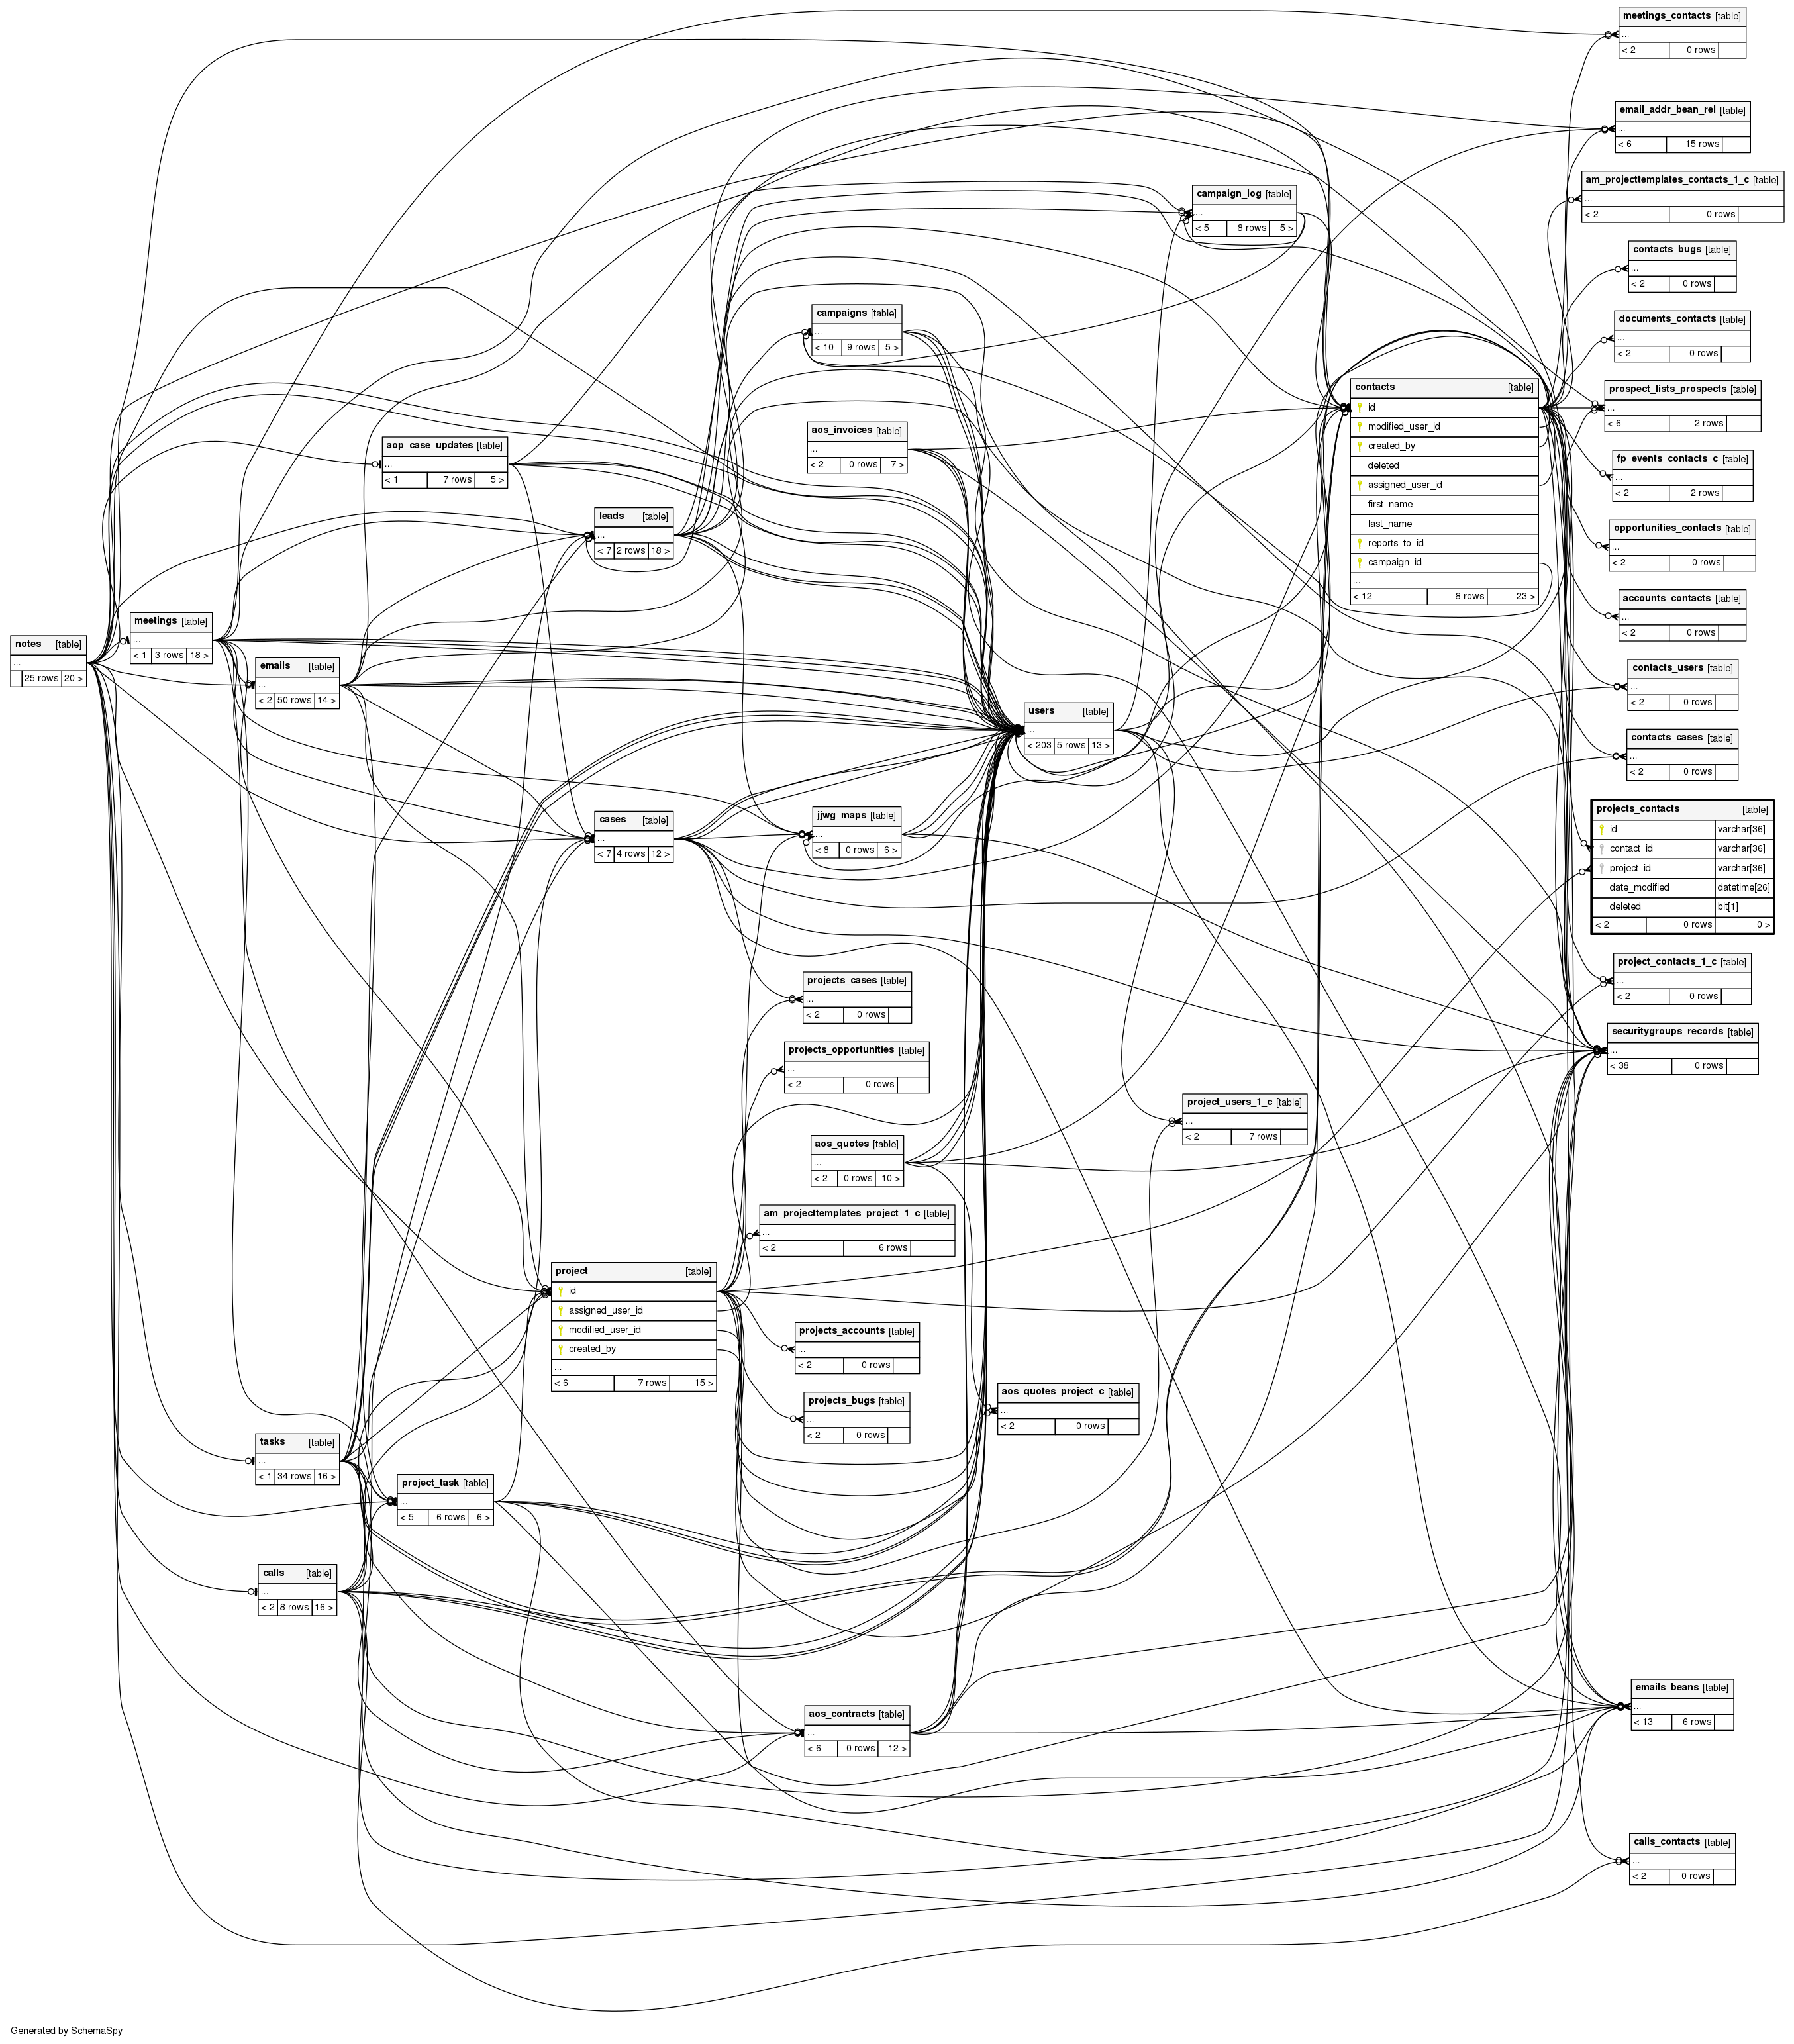 meetings_contacts [table]
...
< 2 0 rows
email_addr_bean_rel [table]
...
< 6 15 rows
am_projecttemplates_contacts_1_c [table]
...
< 2 0 rows
campaign_log [table]
...
< 5 8 rows 5 >
contacts_bugs [table]
...
< 2 0 rows
campaigns [table]
...
< 10 9 rows 5 >
documents_contacts [table]
...
< 2 0 rows
contacts [table]
id
modified_user_id
created_by
deleted
assigned_user_id
first_name
last_name
reports_to_id
campaign_id
...
< 12 8 rows 23 >
prospect_lists_prospects [table]
...
< 6 2 rows
aos_invoices [table]
...
< 2 0 rows 7 >
aop_case_updates [table]
...
< 1 7 rows 5 >
fp_events_contacts_c [table]
...
< 2 2 rows
leads [table]
...
< 7 2 rows 18 >
opportunities_contacts [table]
...
< 2 0 rows
accounts_contacts [table]
...
< 2 0 rows
meetings [table]
...
< 1 3 rows 18 >
notes [table]
...
25 rows 20 >
emails [table]
...
< 2 50 rows 14 >
contacts_users [table]
...
< 2 0 rows
users [table]
...
< 203 5 rows 13 >
contacts_cases [table]
...
< 2 0 rows
cases [table]
...
< 7 4 rows 12 >
jjwg_maps [table]
...
< 8 0 rows 6 >
projects_contacts [table]
id varchar[36]
contact_id varchar[36]
project_id varchar[36]
date_modified datetime[26]
deleted bit[1]
< 2 0 rows 0 >
project_contacts_1_c [table]
...
< 2 0 rows
projects_cases [table]
...
< 2 0 rows
securitygroups_records [table]
...
< 38 0 rows
projects_opportunities [table]
...
< 2 0 rows
project_users_1_c [table]
...
< 2 7 rows
aos_quotes [table]
...
< 2 0 rows 10 >
am_projecttemplates_project_1_c [table]
...
< 2 6 rows
project [table]
id
assigned_user_id
modified_user_id
created_by
...
< 6 7 rows 15 >
projects_accounts [table]
...
< 2 0 rows
projects_bugs [table]
...
< 2 0 rows
aos_quotes_project_c [table]
...
< 2 0 rows
tasks [table]
...
< 1 34 rows 16 >
project_task [table]
...
< 5 6 rows 6 >
calls [table]
...
< 2 8 rows 16 >
emails_beans [table]
...
< 13 6 rows
aos_contracts [table]
...
< 6 0 rows 12 >
calls_contacts [table]
...
< 2 0 rows
Generated by SchemaSpy